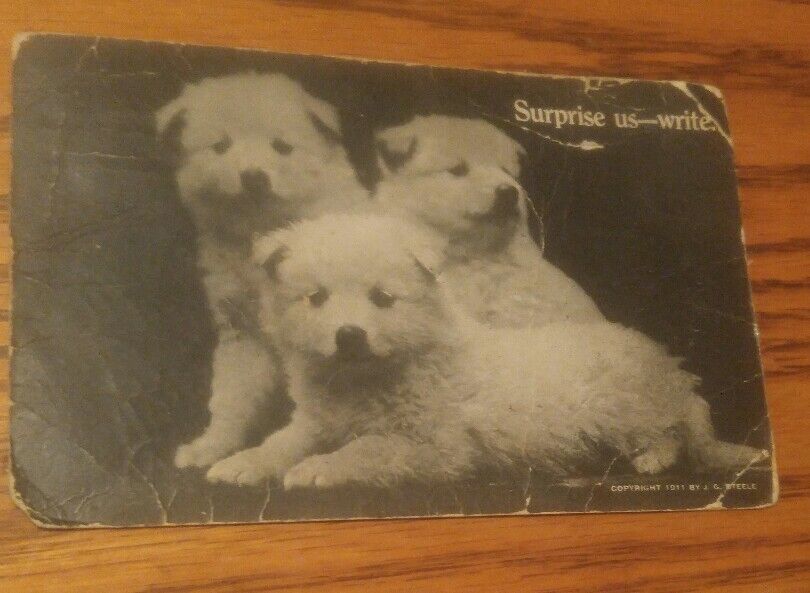 Surprise us—write.
COPYRIGHT 1911 BY J. G. STEELE